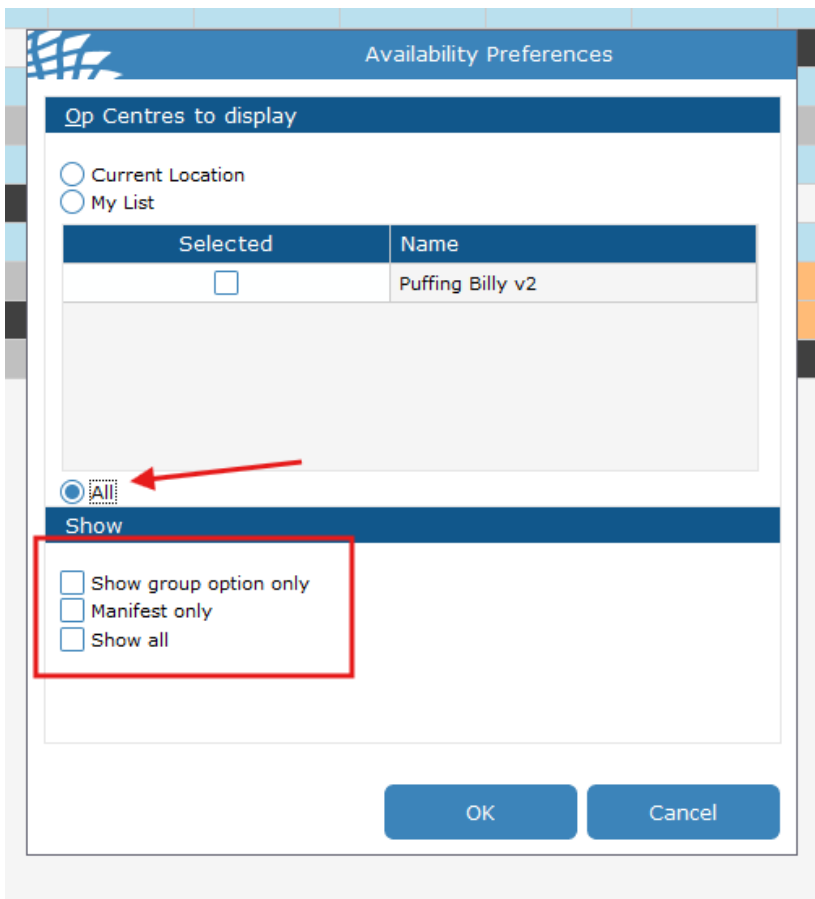 Availability Preferences
Op Centres to display
Current Location
My List
Selected Name
Puffing Billy v2
All
Show
Show group option only
Manifest only
Show all
OK Cancel